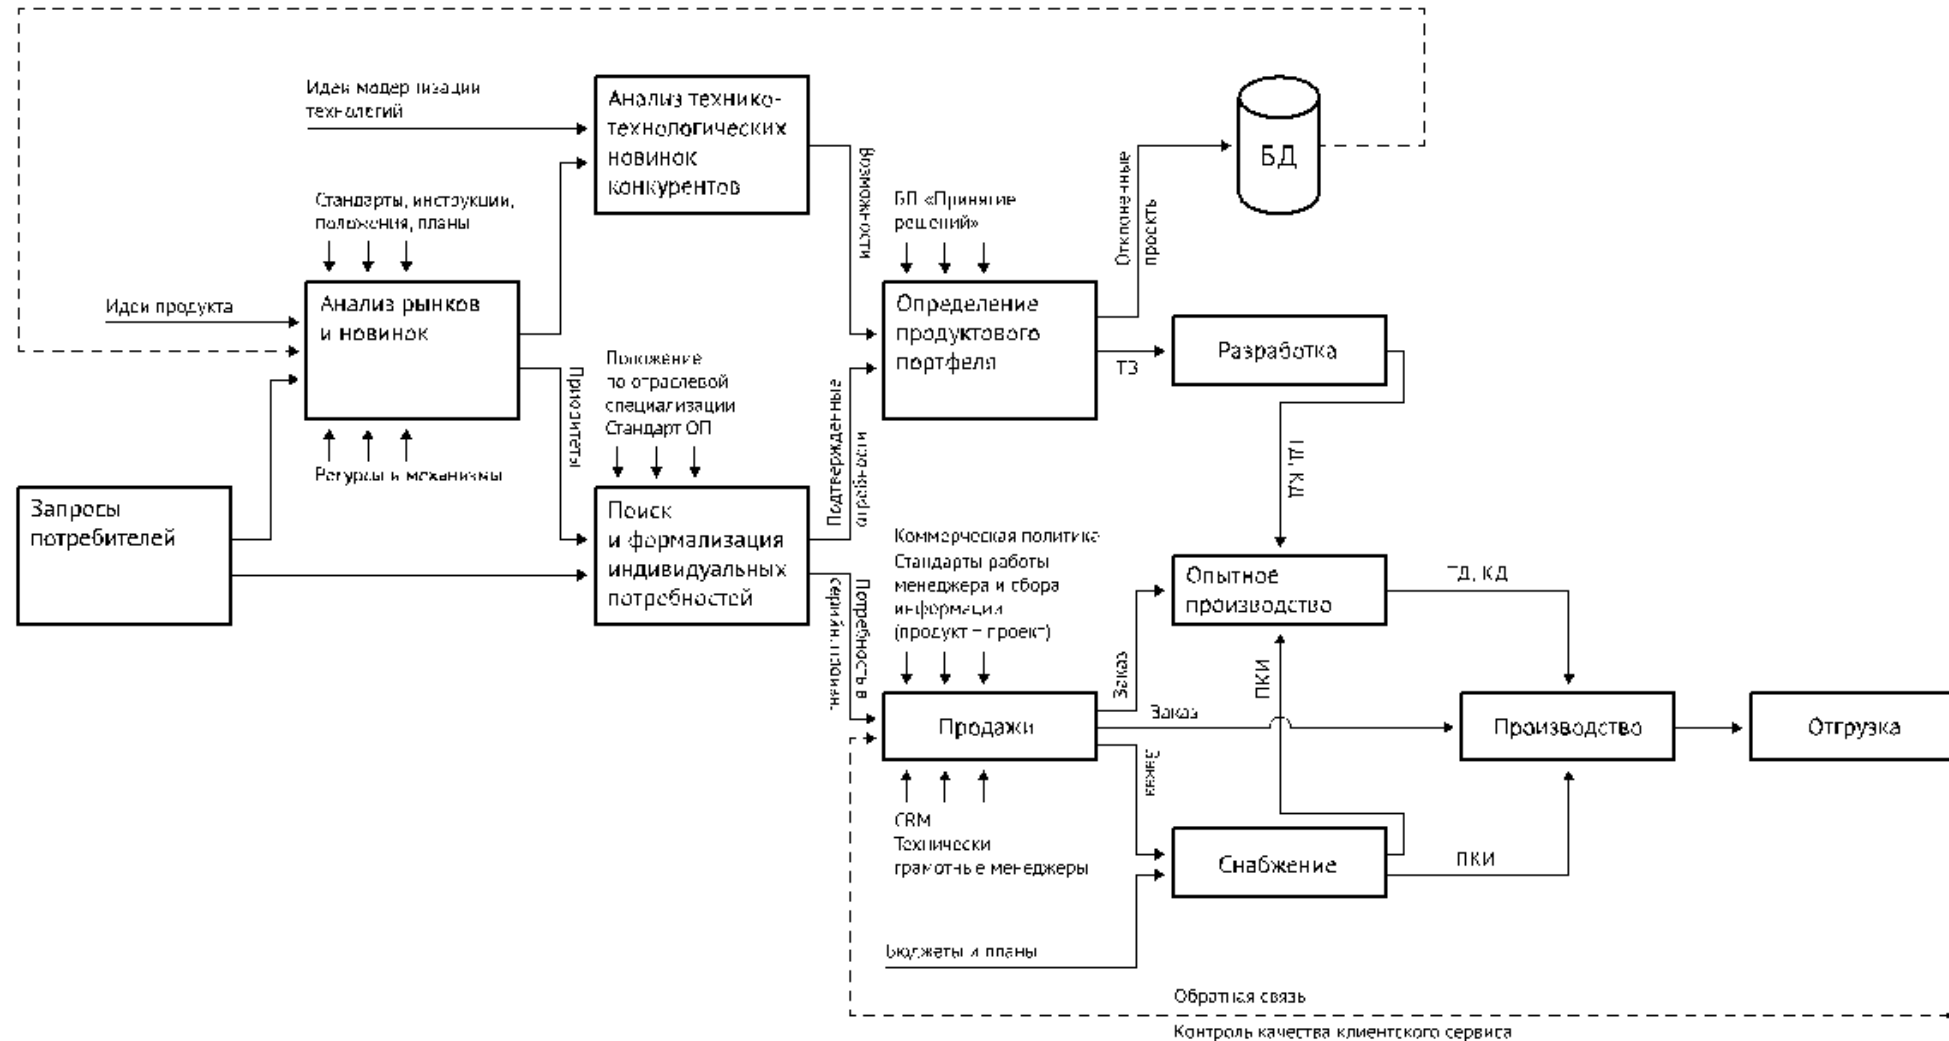 Идеи модернизации
технологий
Анализ технико-
технологических
новинок
конкурентов
Возможности
БД
Отклоненные
проекты
Стандарты, инструкции,
положения, планы
БП «Принятие
решений»
Идеи продукта
Анализ рынков
и новинок
Определение
продуктового
портфеля
ТЗ
Разработка
Приоритеты
Положение
по отраслевой
специализации
Стандарт ОП
Ресурсы и механизмы
Подтвержденные
ТД, КД
Запросы
потребителей
Поиск
и формализация
индивидуальных
потребностей
Потребность в
Коммерческая политика
Стандарты работы
менеджера и сбора
информации
(продукт – проект)
Опытное
производство
ТД, КД
Заказ
ПКИ
Продажи
Заказ
Производство
Отгрузка
Заказ
CRM
Технически
грамотные менеджеры
Снабжение
ПКИ
Бюджеты и планы
Обратная связь
Контроль качества клиентского сервиса